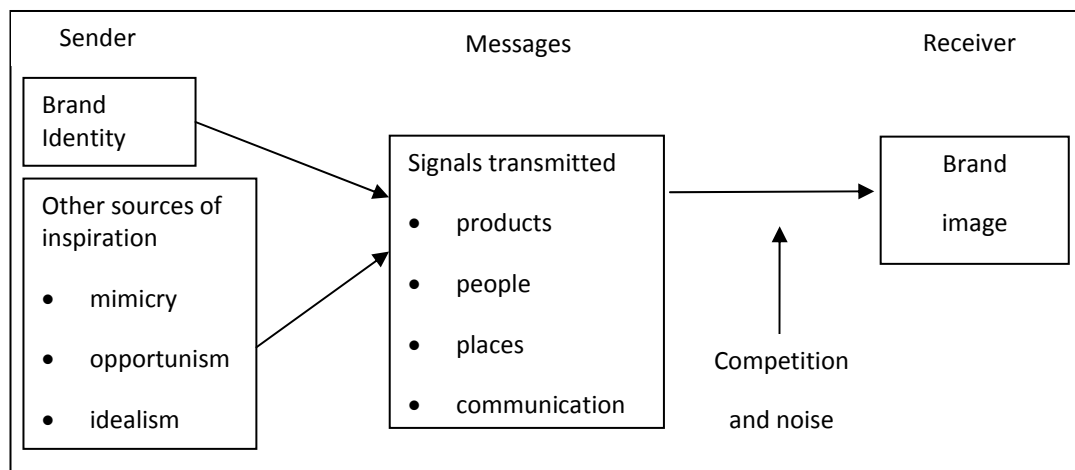 Sender
Messages
Receiver
Brand
Identity
Other sources of
inspiration
• mimicry
• opportunism
• idealism
Signals transmitted
• products
• people
• places
• communication
Brand
image
Competition
and noise